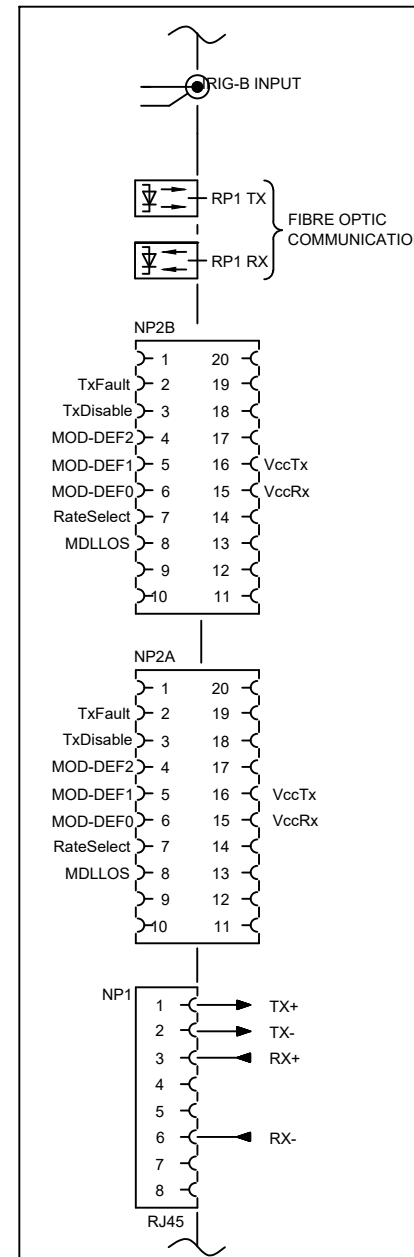 IRIG-B INPUT
RP1 TX
RP1 RX
FIBRE OPTIC
COMMUNICATIO
NP2B
1 20
TxFault 2 19
TxDisable 3 18
MOD-DEF2 4 17
MOD-DEF1 5 16 VccTx
MOD-DEF0 6 15 VccRx
RateSelect 7 14
MDLLOS 8 13
9 12
10 11
NP2A
1 20
TxFault 2 19
TxDisable 3 18
MOD-DEF2 4 17
MOD-DEF1 5 16 VccTx
MOD-DEF0 6 15 VccRx
RateSelect 7 14
MDLLOS 8 13
9 12
10 11
NP1
1 TX+
2 TX-
3 RX+
4
5
6 RX-
7
8
RJ45